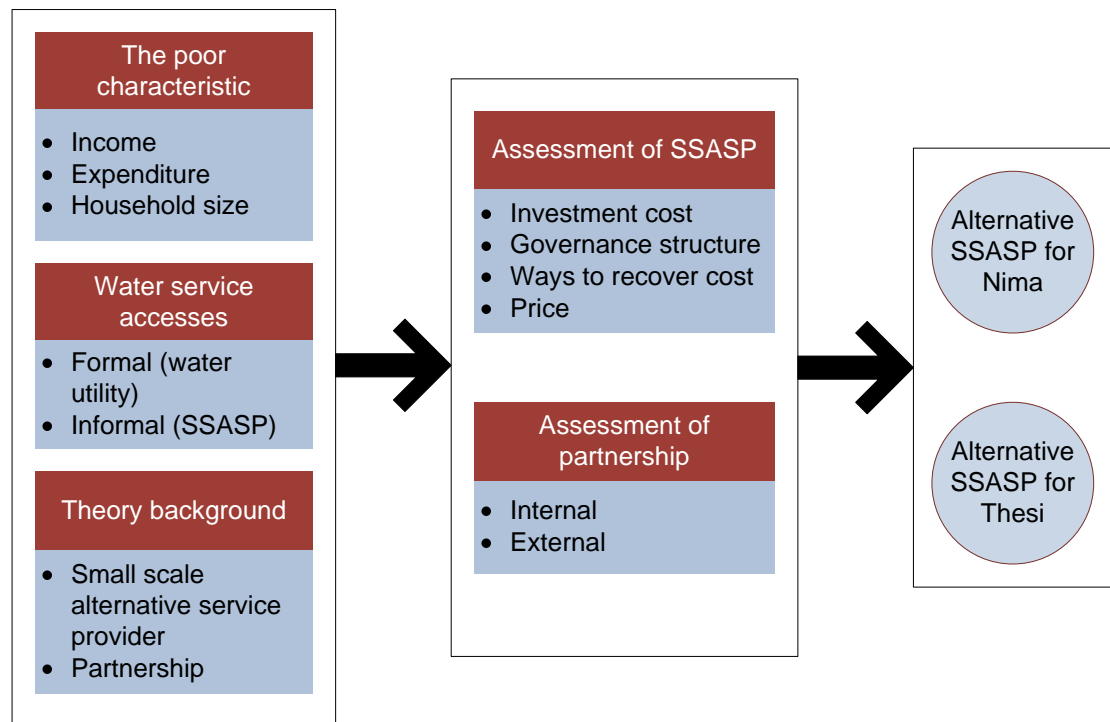 The poor
characteristic
• Income
• Expenditure
• Household size
Water service
accesses
• Formal (water
utility)
• Informal (SSASP)
Theory background
• Small scale
alternative service
provider
• Partnership
Assessment of SSASP
• Investment cost
• Governance structure
• Ways to recover cost
• Price
Assessment of
partnership
• Internal
• External
Alternative
SSASP for
Nima
Alternative
SSASP for
Thesi